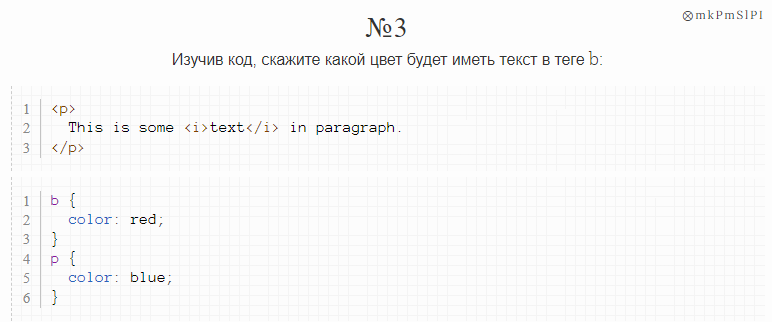 ⊗mkPmSlPI
№3
Изучив код, скажите какой цвет будет иметь текст в теге b:
1 <p>
2 This is some <i>text</i> in paragraph.
3 </p>
1 b {
2 color: red;
3 }
4 p {
5 color: blue;
6 }